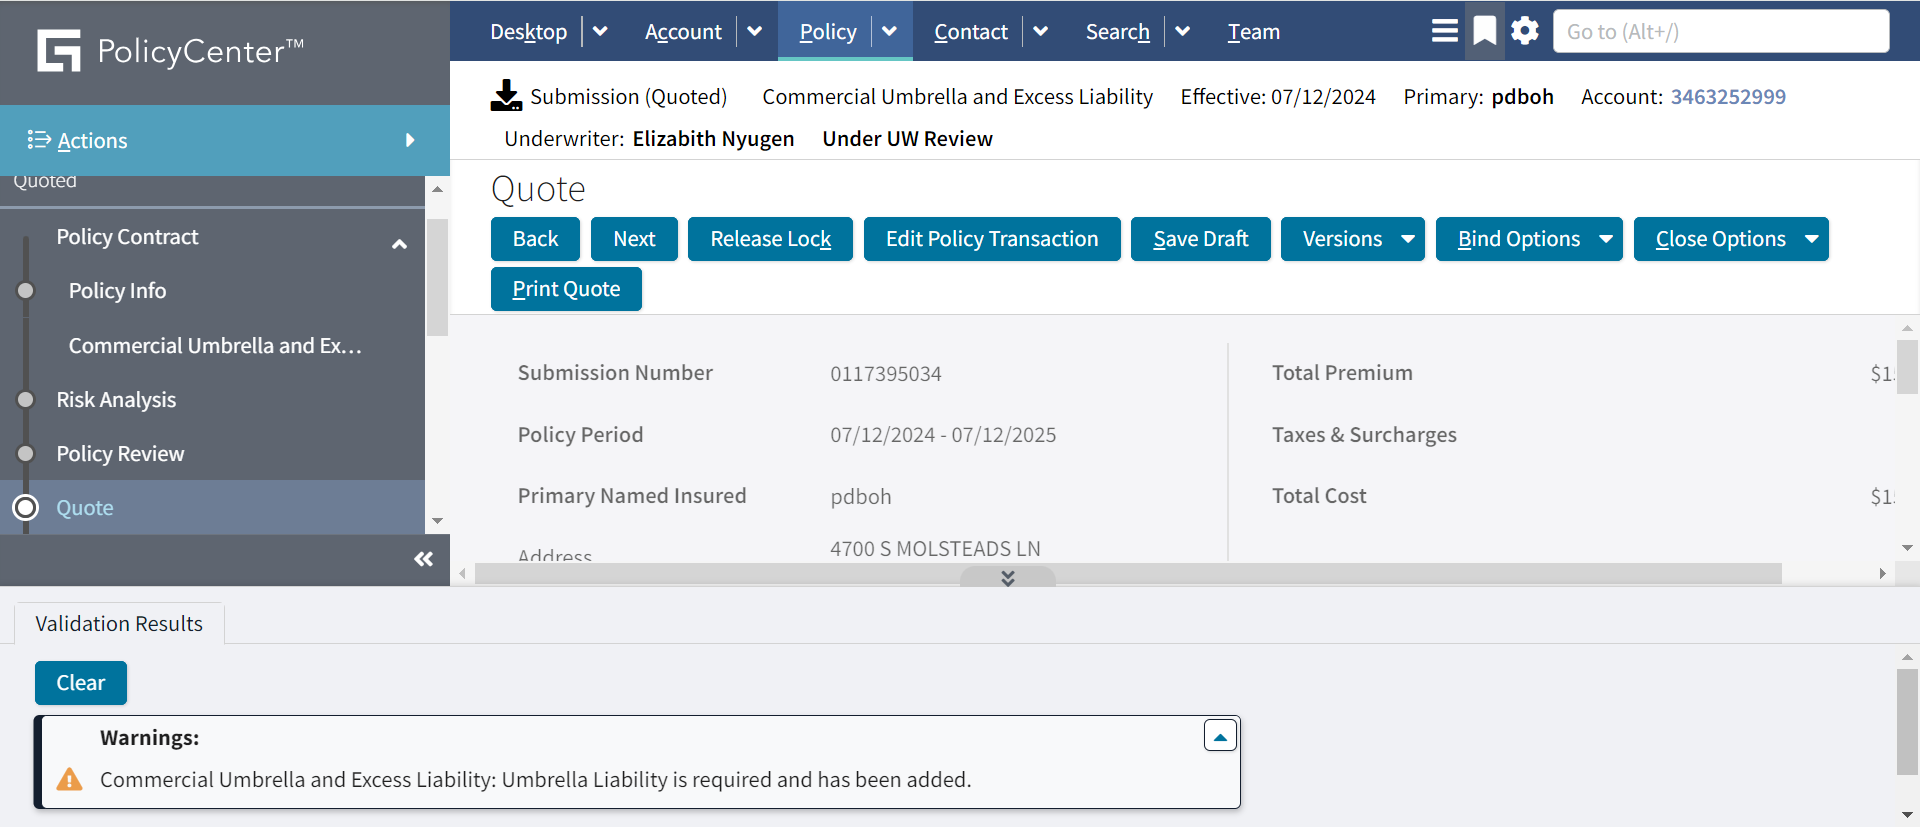 PolicyCenter™
Desktop Account Policy Contact Search Team Go to (Alt+/)
Actions
Quoted
Policy Contract
Policy Info
Commercial Umbrella and Ex...
Risk Analysis
Policy Review
Quote
Submission (Quoted) Commercial Umbrella and Excess Liability Effective: 07/12/2024 Primary: pdboh Account: 3463252999
Underwriter: Elizabith Nyugen Under UW Review
Quote
Back Next Release Lock Edit Policy Transaction Save Draft Versions Bind Options Close Options
Print Quote
Submission Number 0117395034 Total Premium
Policy Period 07/12/2024 - 07/12/2025 Taxes & Surcharges
Primary Named Insured pdboh Total Cost
Address 4700 S MOLSTEADS LN
Validation Results
Clear
Warnings:
Commercial Umbrella and Excess Liability: Umbrella Liability is required and has been added.